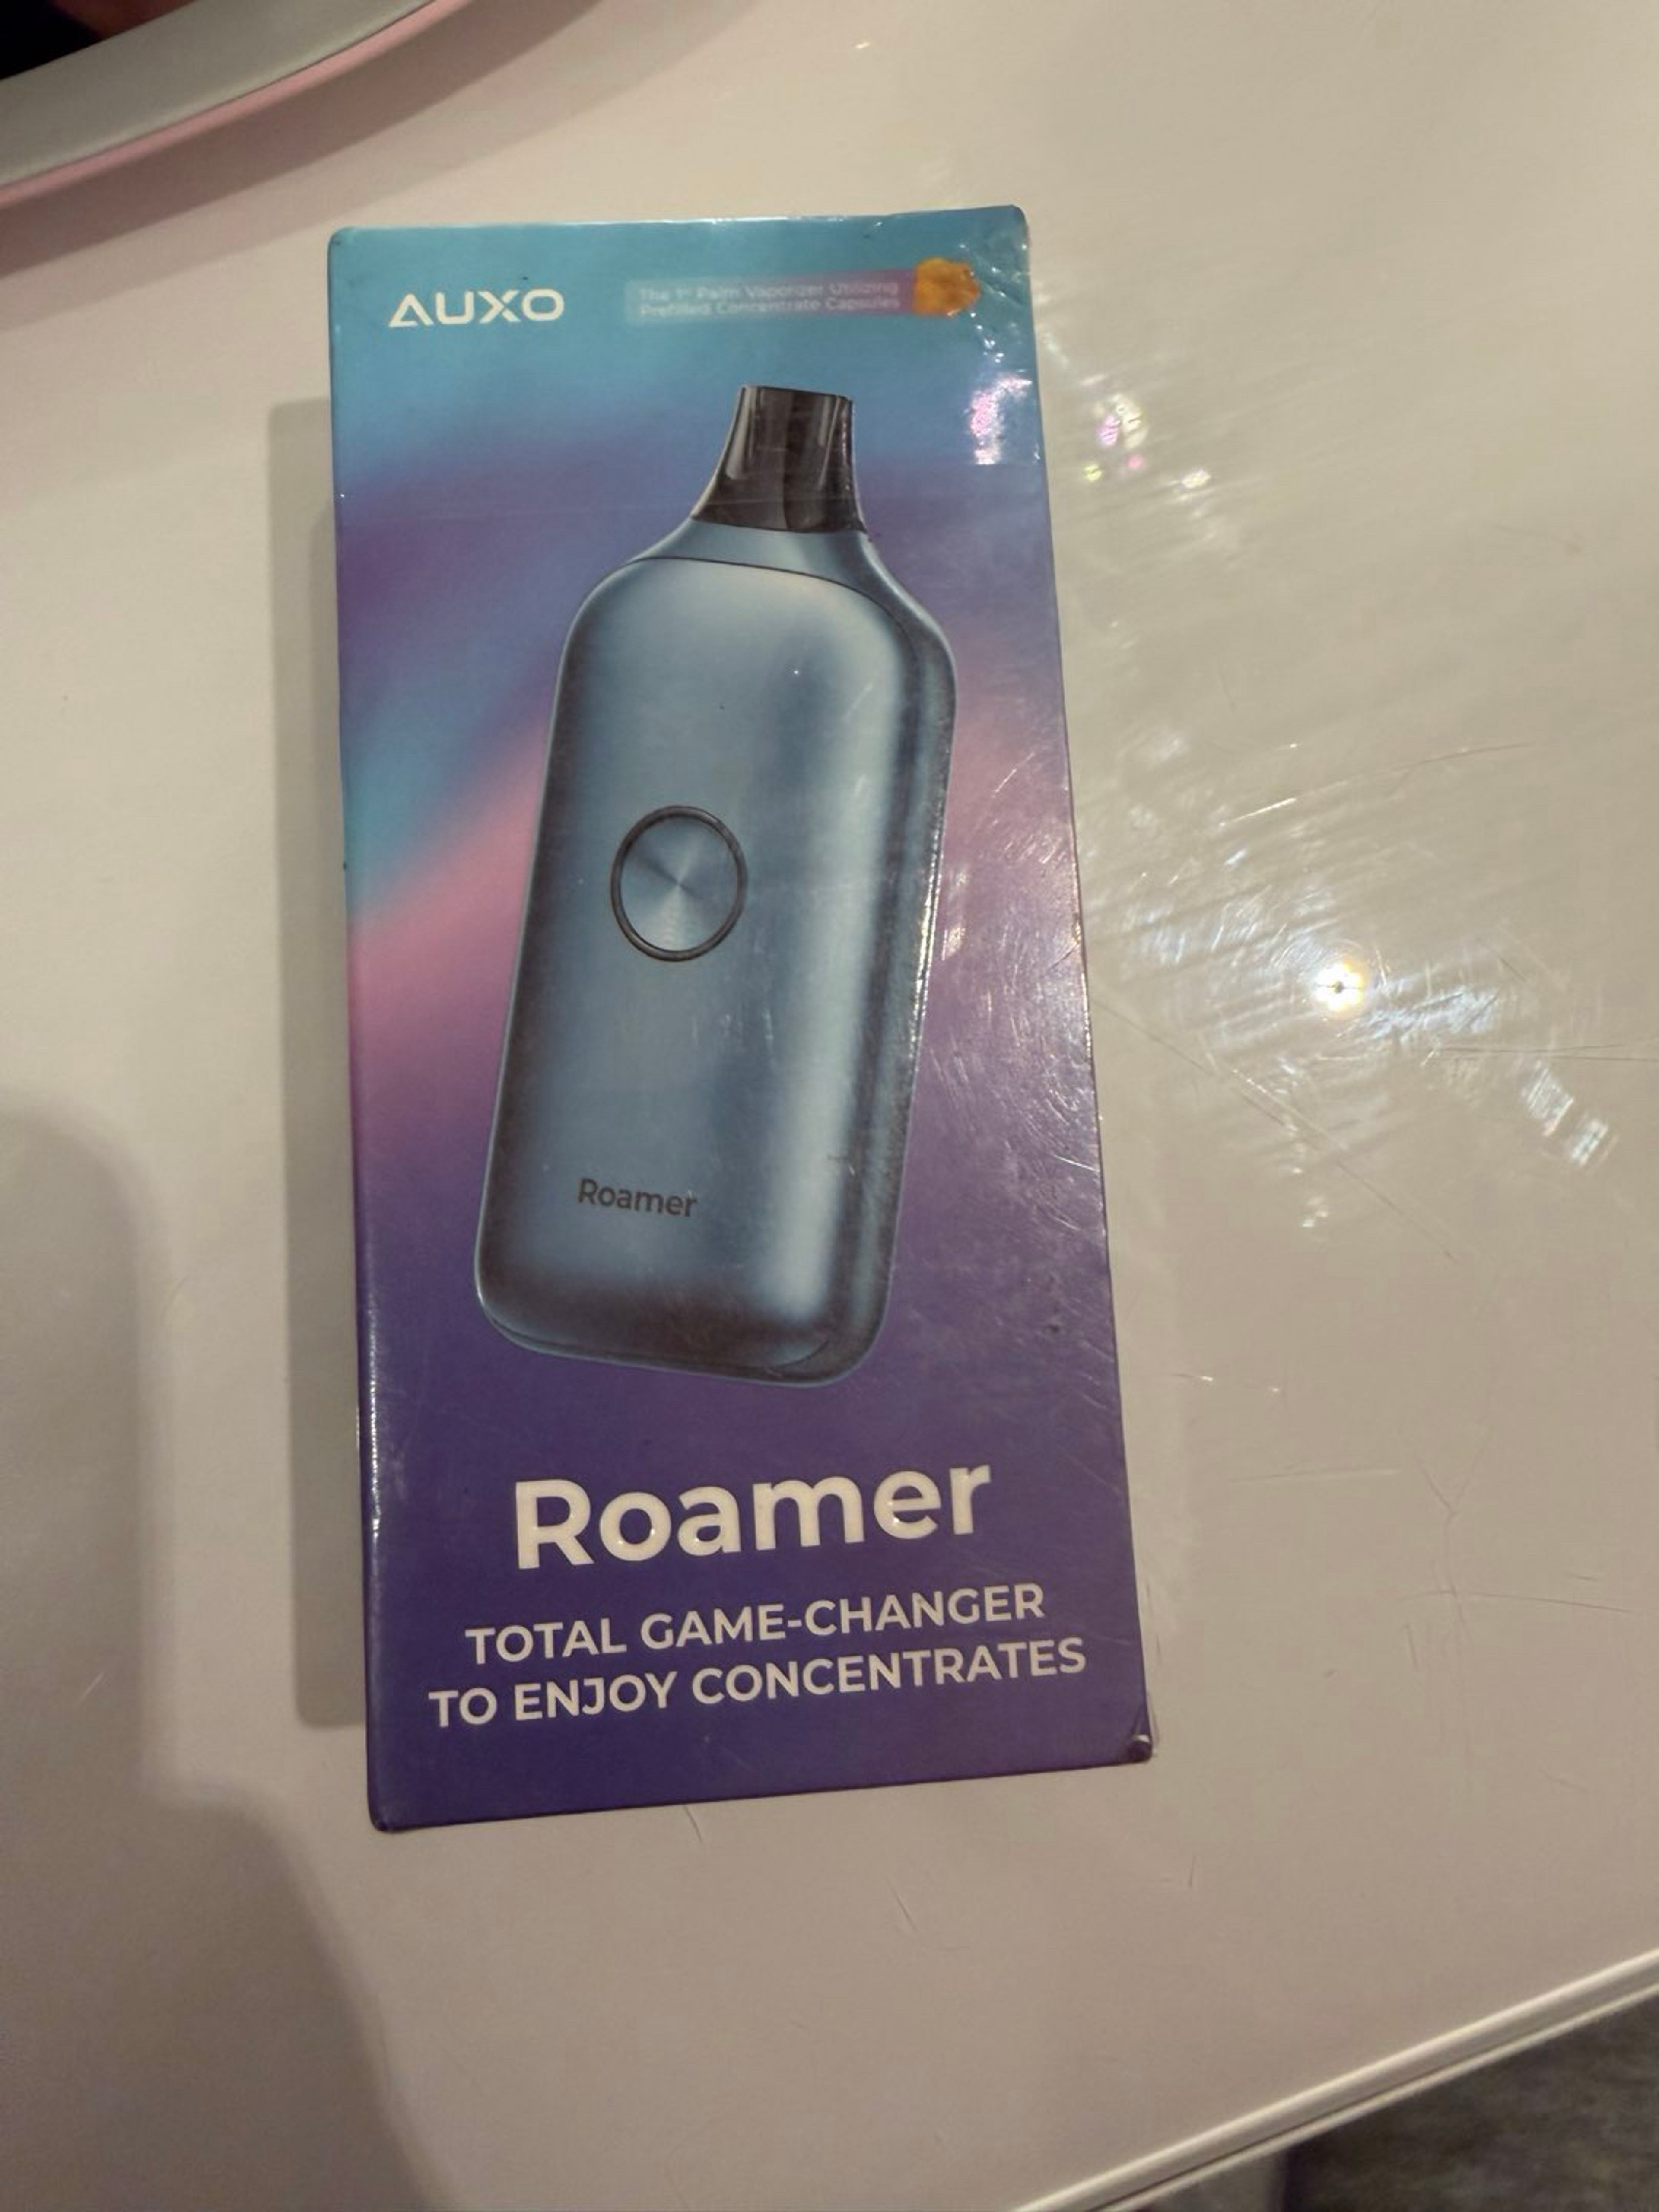 AUXO
The 1st Palm Vaporizer Utilizing
Prefilled Concentrate Capsules
Roamer
Roamer
TOTAL GAME-CHANGER
TO ENJOY CONCENTRATES